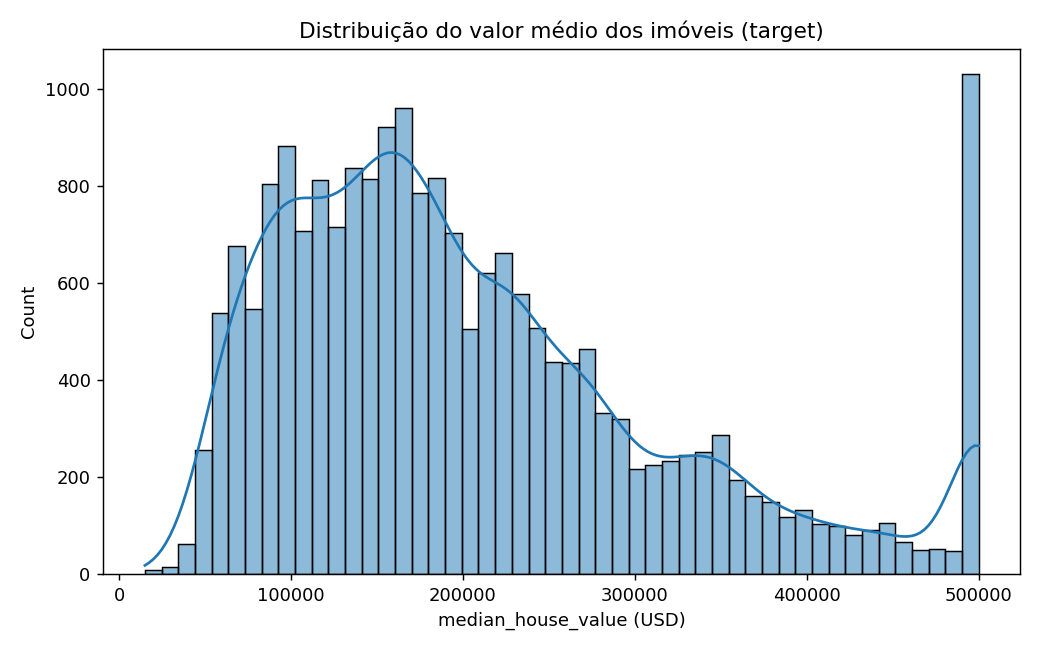 Distribuição do valor médio dos imóveis (target)
1000
800
600
400
200
0
Count
0 100000 200000 300000 400000 500000
median_house_value (USD)